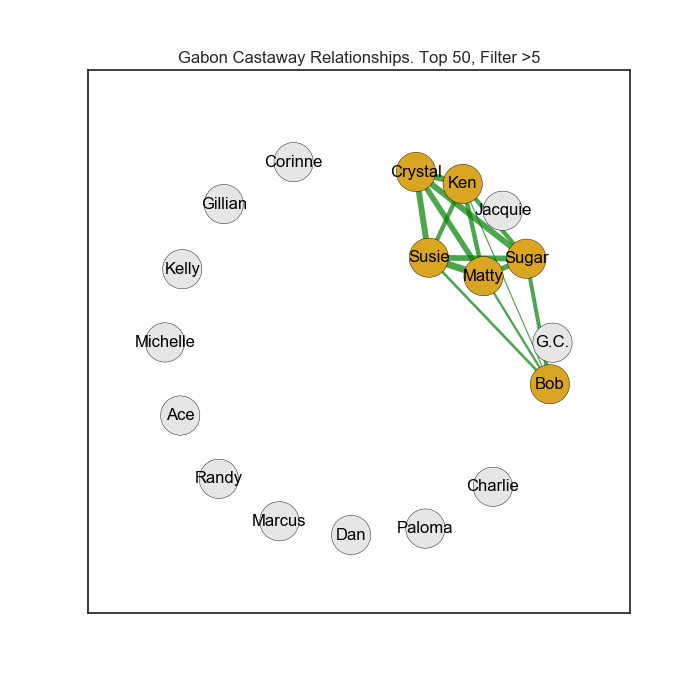 Gabon Castaway Relationships. Top 50, Filter >5
Corinne
Crystal
Ken
Gillian
Jacquie
Kelly
Susie
Sugar
Matty
Michelle
G.C.
Bob
Ace
Randy
Charlie
Marcus
Paloma
Dan